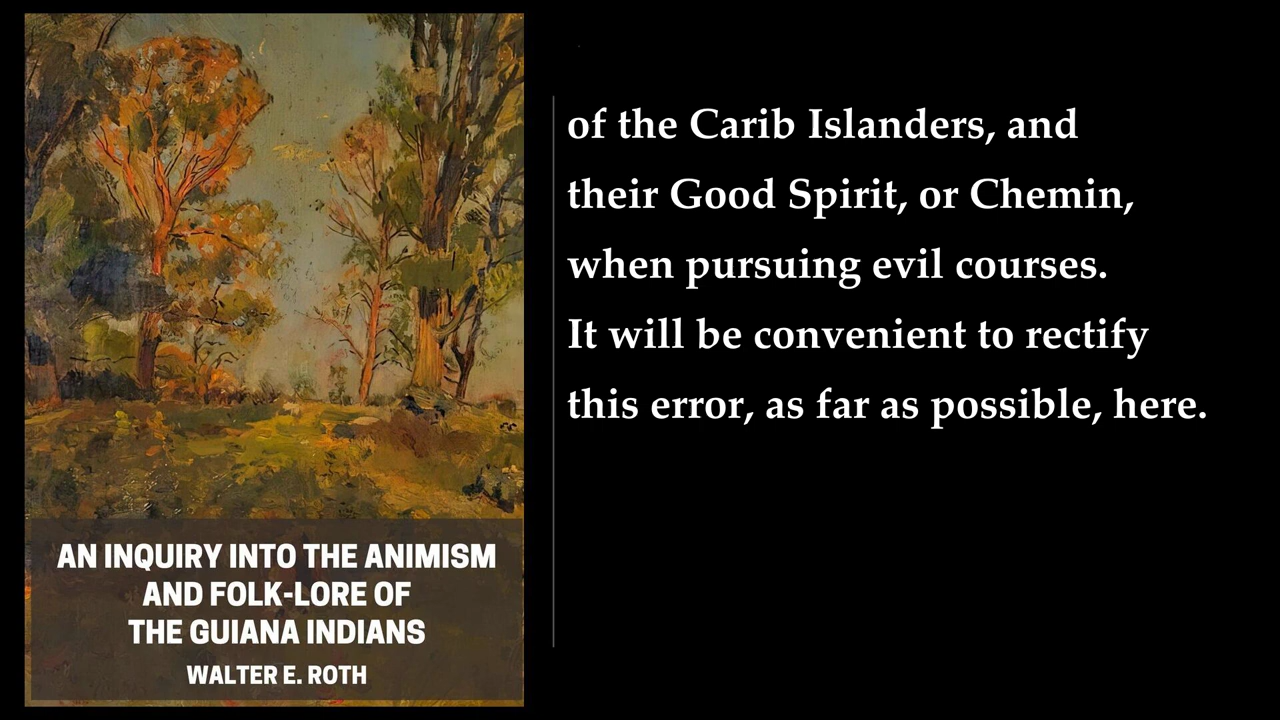 of the Carib Islanders, and
their Good Spirit, or Chemin,
when pursuing evil courses.
It will be convenient to rectify
this error, as far as possible, here.
AN INQUIRY INTO THE ANIMISM
AND FOLK-LORE OF
THE GUIANA INDIANS
WALTER E. ROTH